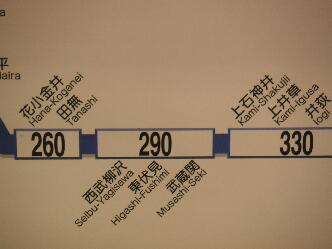 平
花小金井
Hana-Koganei
田無
Tanashi
上石神井
Kami-Shakujii
上井草
Kami-Igusa
井荻
Iogi
260
290
330
西武柳沢
Seibu-Yagisawa
東伏見
Higashi-Fushimi
武蔵関
Musashi-Seki